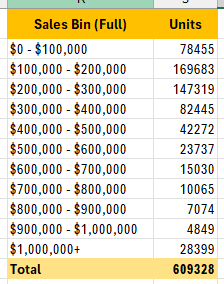 Sales Bin (Full) Units
$0 - $100,000 78455
$100,000 - $200,000 169683
$200,000 - $300,000 147319
$300,000 - $400,000 82445
$400,000 - $500,000 42272
$500,000 - $600,000 23737
$600,000 - $700,000 15030
$700,000 - $800,000 10065
$800,000 - $900,000 7074
$900,000 - $1,000,000 4849
$1,000,000+ 28399
Total 609328